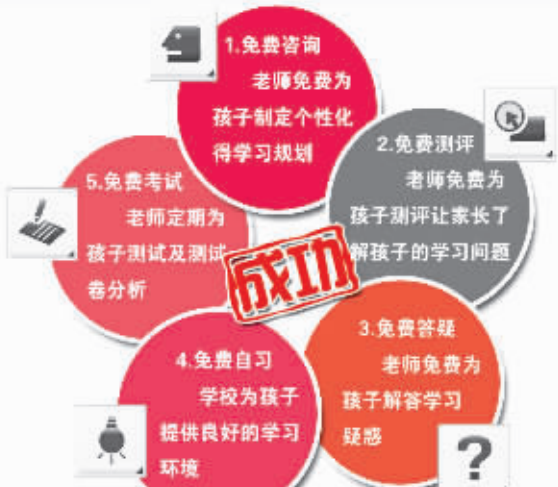 1.免费咨询
老师免费为
孩子制定个性化
得学习规划
2.免费测评
老师免费为
孩子测评让家长了
解孩子的学习问题
3.免费答疑
老师免费为
孩子解答学习
疑惑
4.免费自习
学校为孩子
提供良好的学习
环境
5.免费考试
老师定期为
孩子测试及测试
卷分析
成功
?